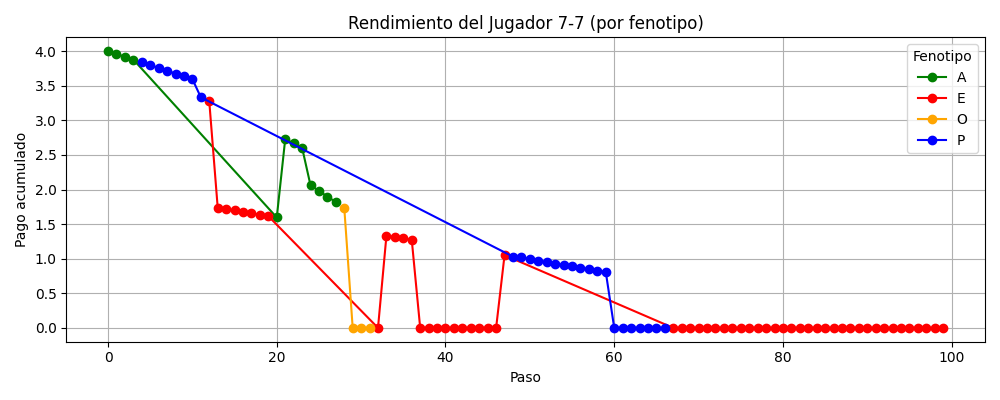 Rendimiento del Jugador 7-7 (por fenotipo)
Pago acumulado
4.0
3.5
3.0
2.5
2.0
1.5
1.0
0.5
0.0
Fenotipo
A
E
O
P
0
20
40
60
80
100
Paso